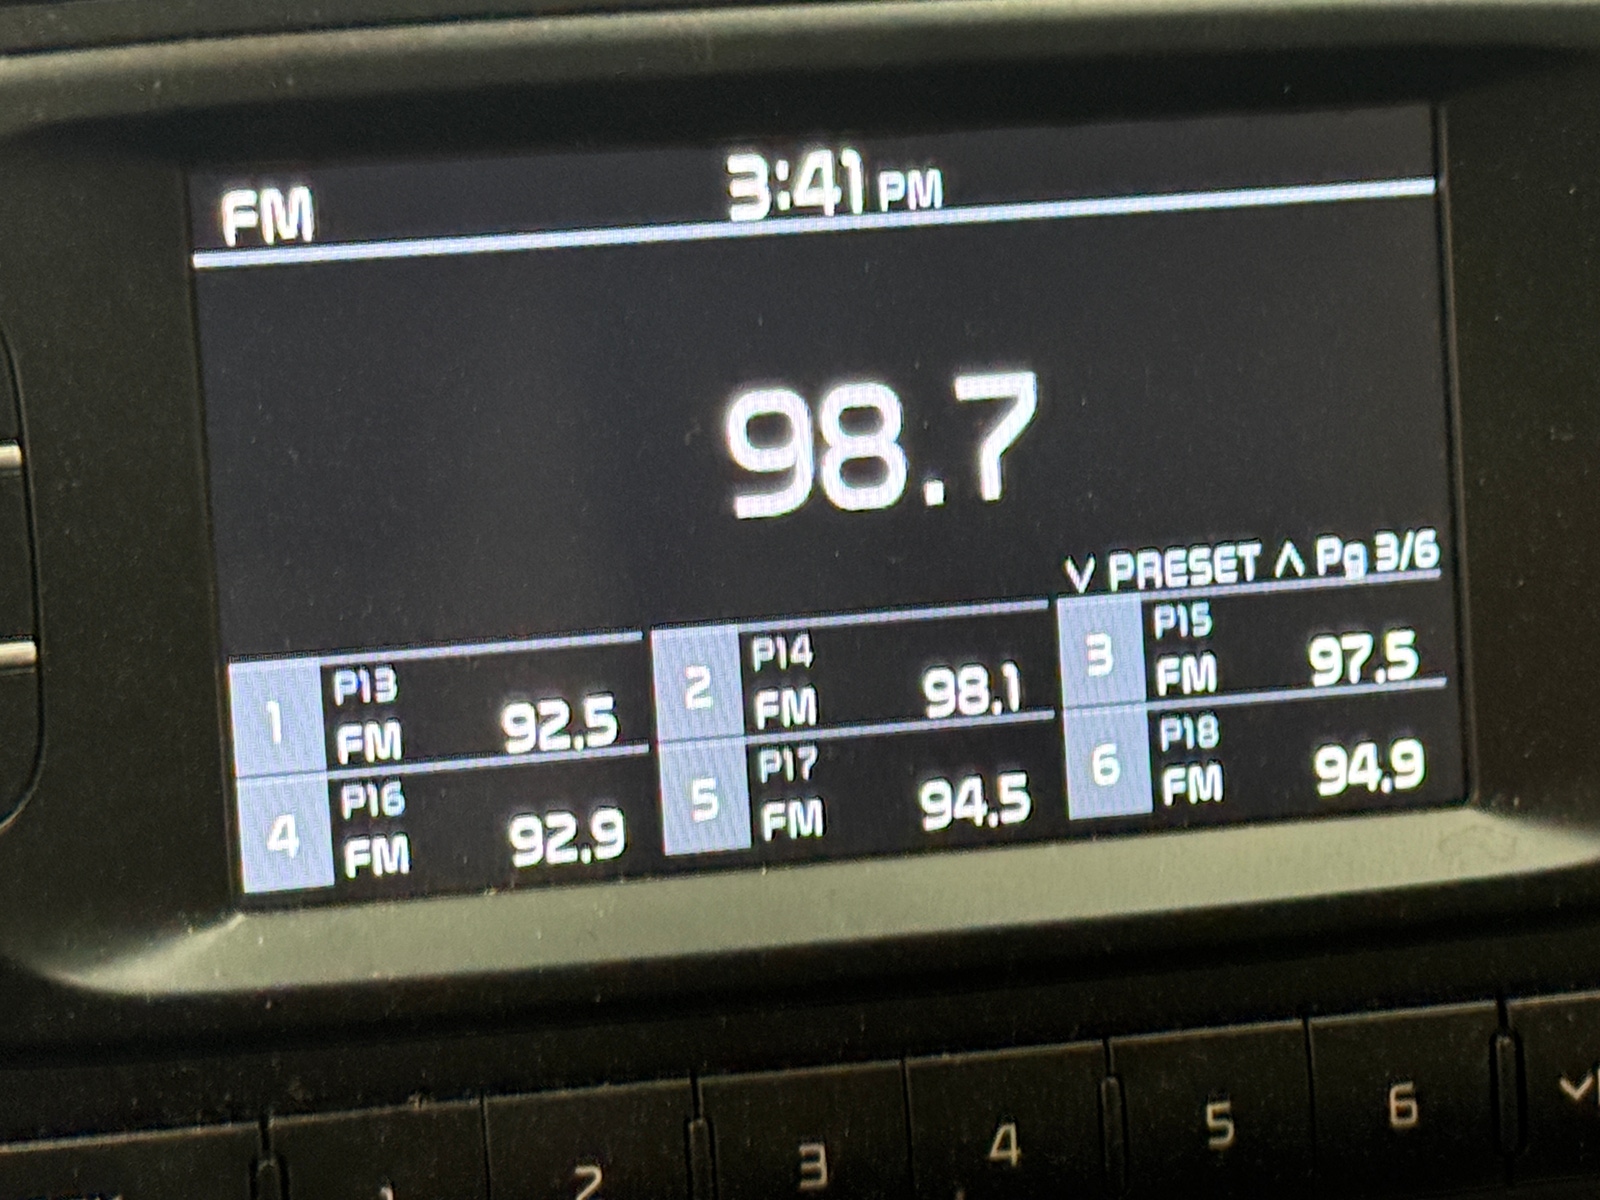 FM 3:41 PM
98.7
∨ PRESET ∧ Pg 3/6
1 P13 FM 92.5
2 P14 FM 98.1
3 P15 FM 97.5
4 P16 FM 92.9
5 P17 FM 94.5
6 P18 FM 94.9
1 2 3 4 5 6